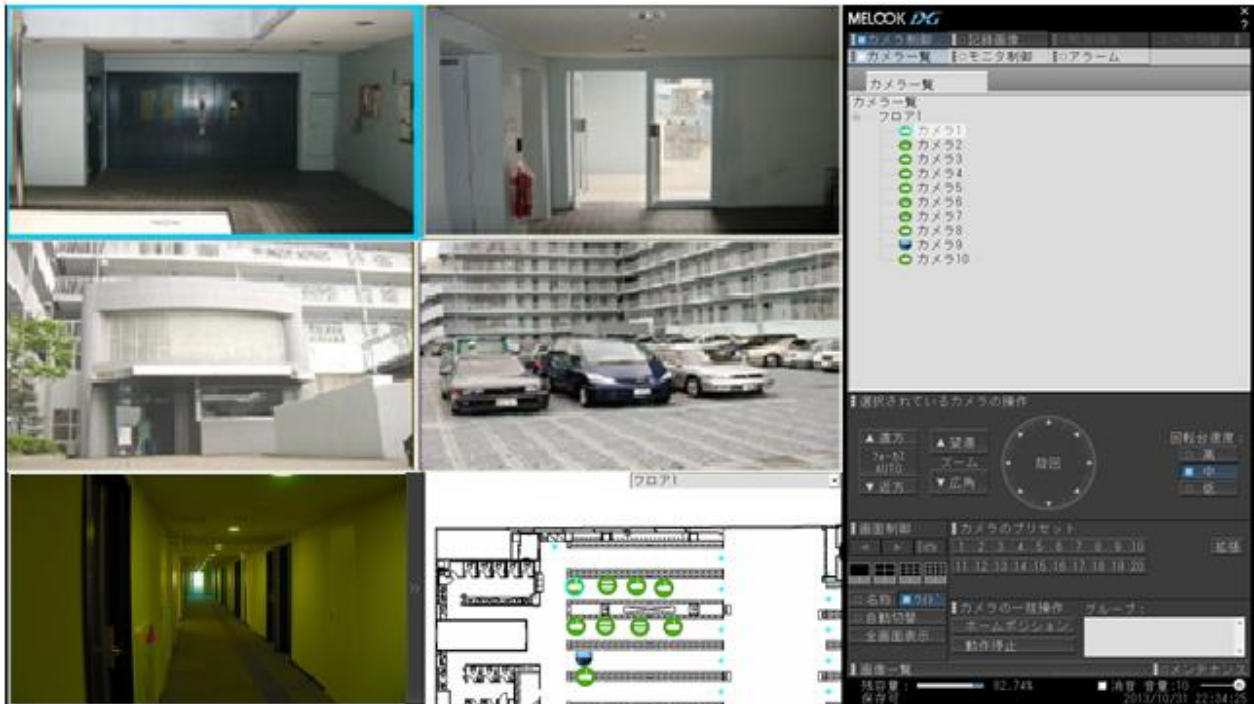 MELOOK DG
×
?
カメラ制御 記録画像
カメラ一覧 モニタ制御 アラーム
カメラ一覧
カメラ一覧
フロア1
カメラ1
カメラ2
カメラ3
カメラ4
カメラ5
カメラ6
カメラ7
カメラ8
カメラ9
カメラ10
選択されているカメラの操作
▲遠方 ▲望遠 回転台速度:
フォーカス ズーム 旋回 高
AUTO 中
▼近方 ▼広角 低
フロア1
画面制御 カメラのプリセット
1 2 3 4 5 6 7 8 9 10 拡張
11 12 13 14 15 16 17 18 19 20
名称 ワイド
カメラの一括操作 グループ:
自動切替 ホームポジション
全画面表示 動作停止
画像一覧 メンテナンス
残容量: 82.74% 消音 音量:10
保存可 2013/10/31 22:34:25